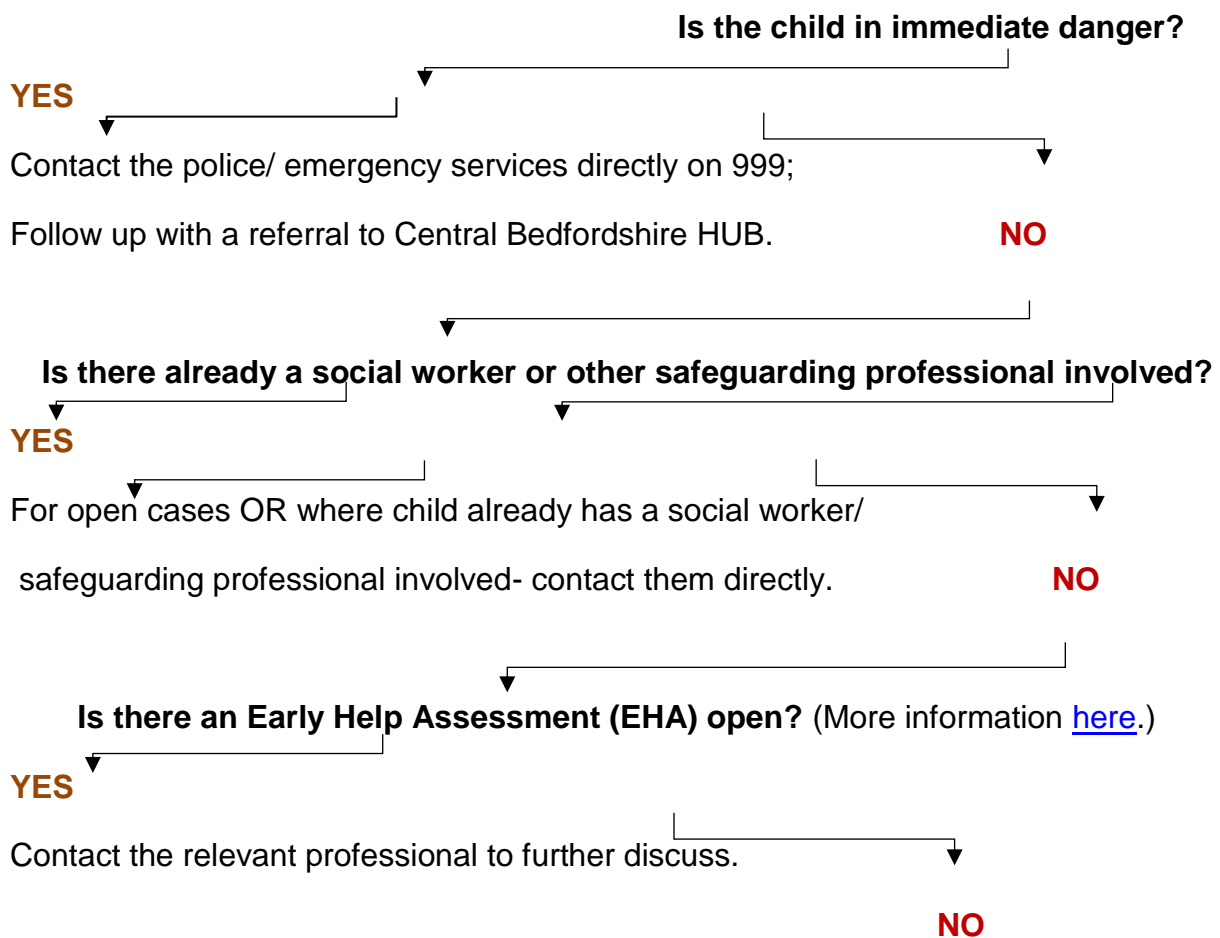 Is the child in immediate danger?
YES
Contact the police/ emergency services directly on 999;
Follow up with a referral to Central Bedfordshire HUB.
NO
Is there already a social worker or other safeguarding professional involved?
YES
For open cases OR where child already has a social worker/
safeguarding professional involved- contact them directly.
NO
Is there an Early Help Assessment (EHA) open? (More information here.)
YES
Contact the relevant professional to further discuss.
NO